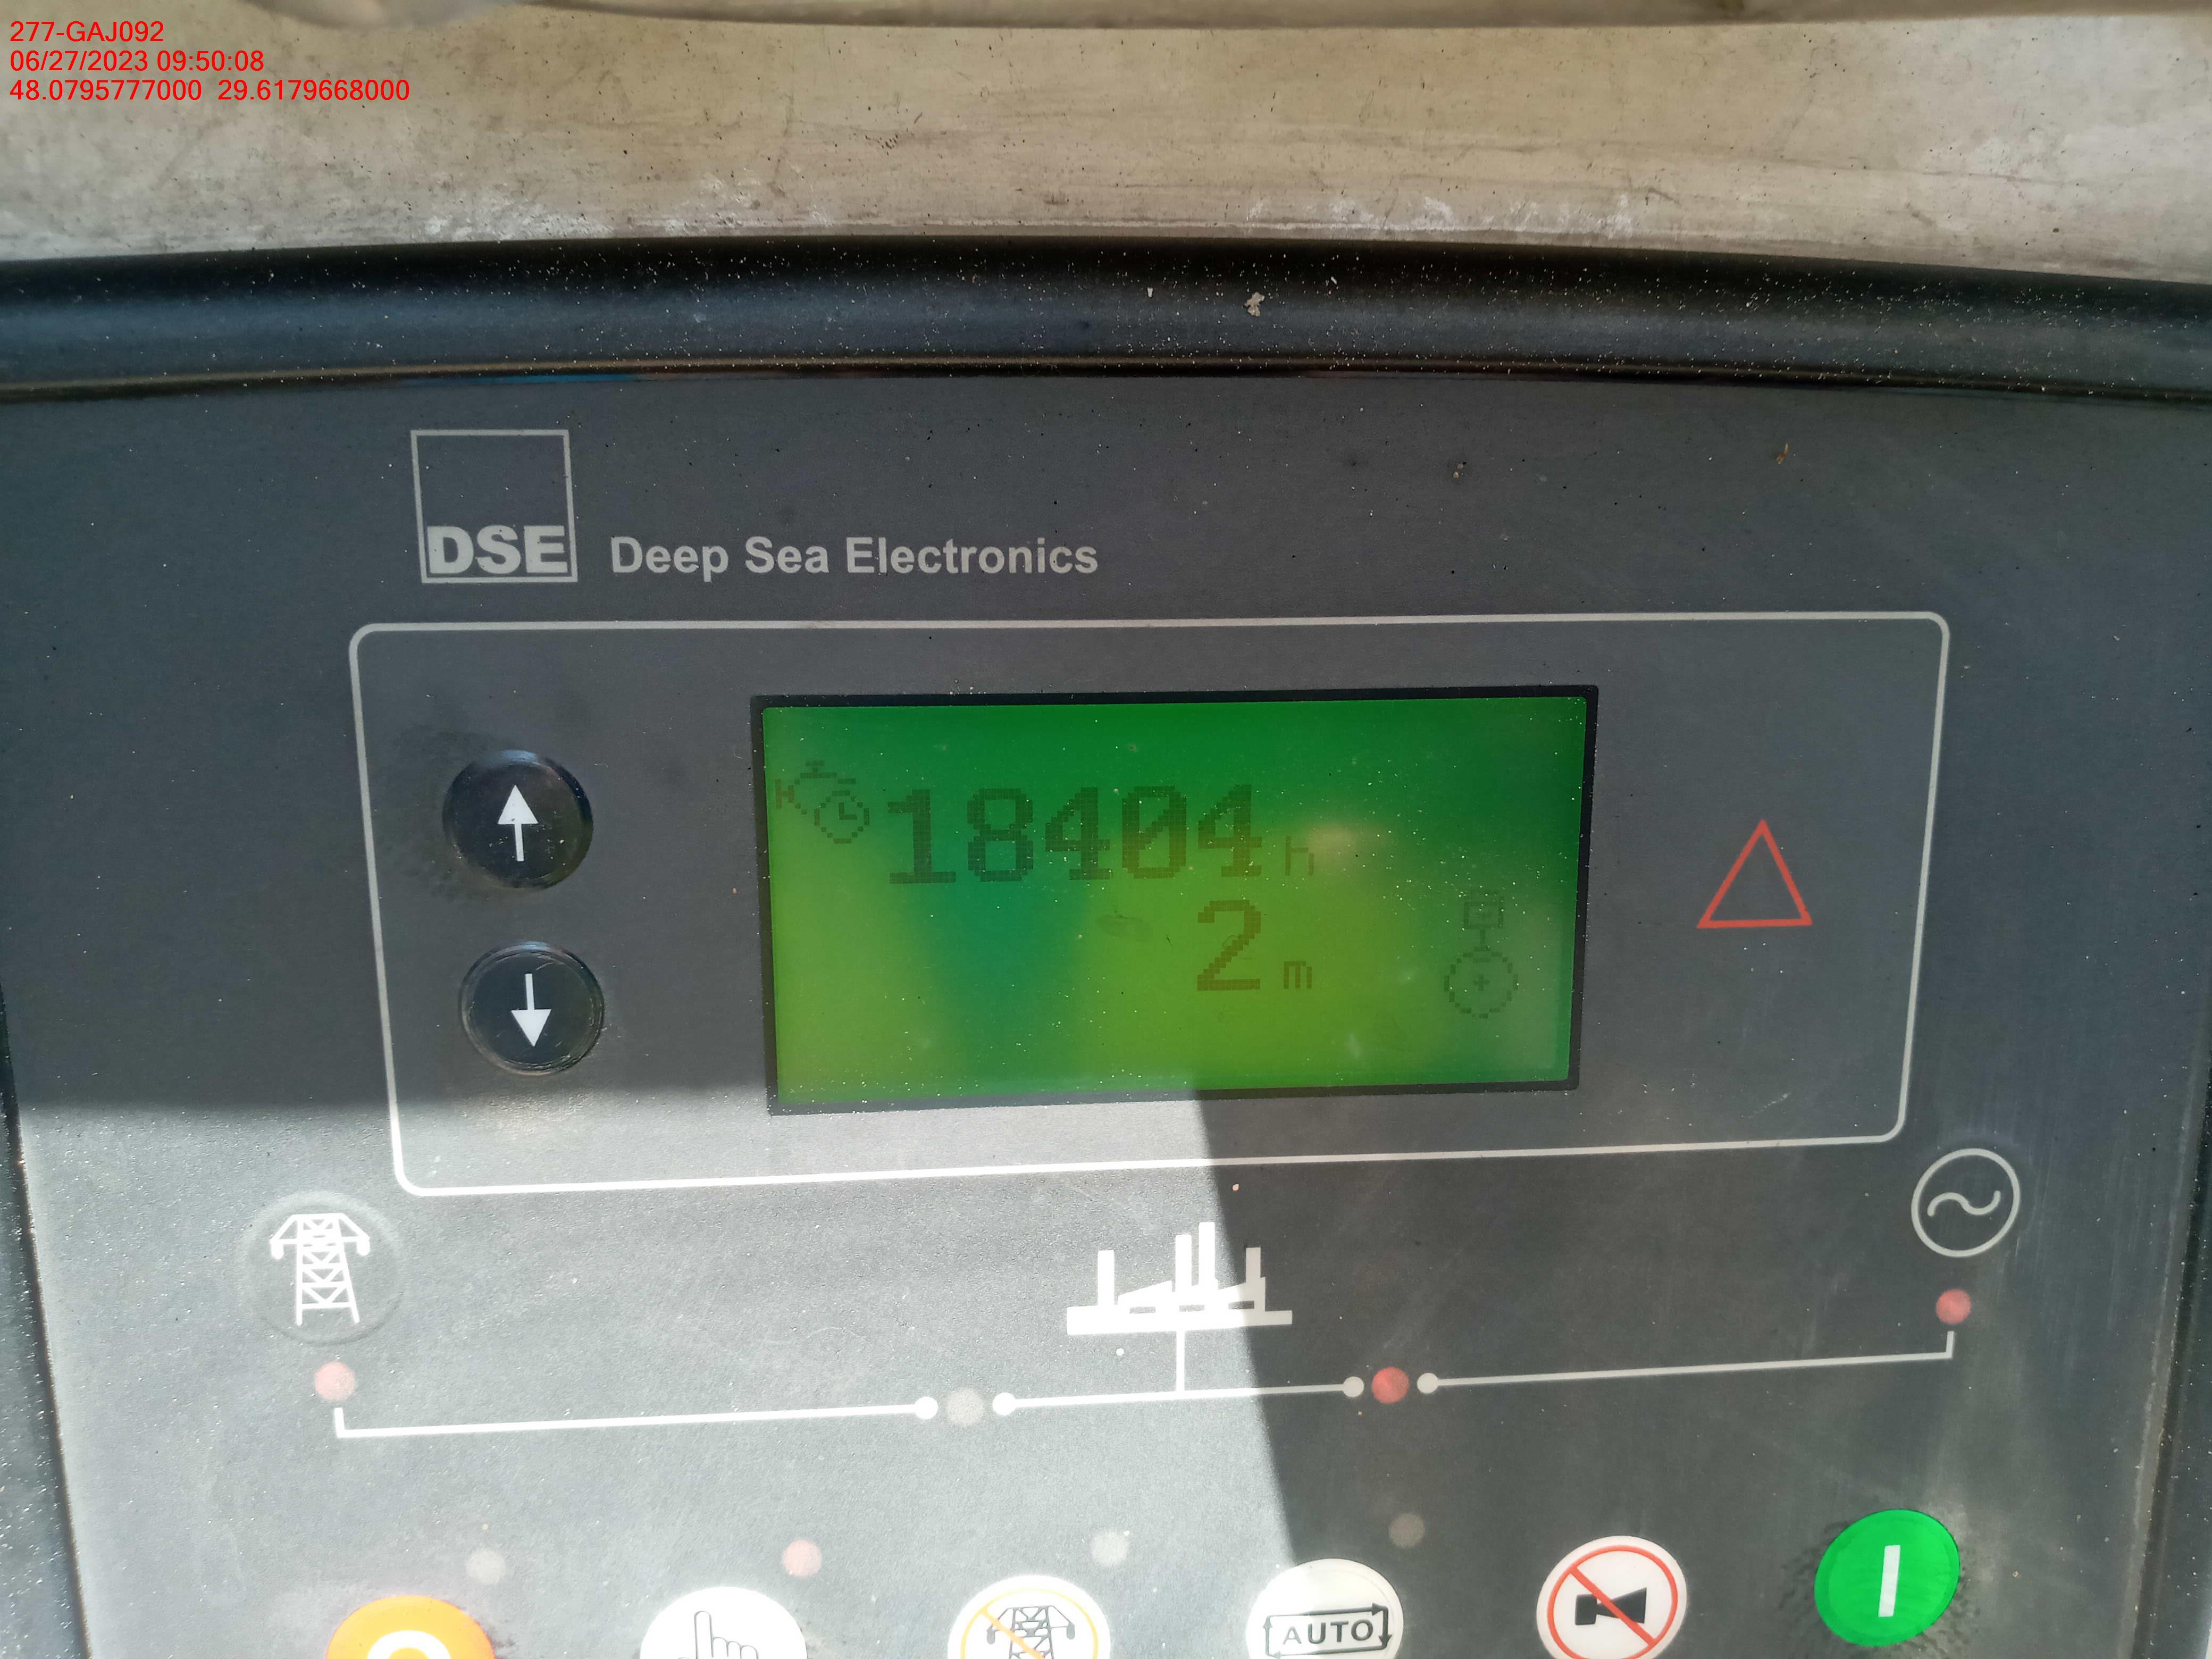 277-GAJ092
06/27/2023 09:50:08
48.0795777000 29.6179668000
DSE Deep Sea Electronics
18404 h
2 m
AUTO